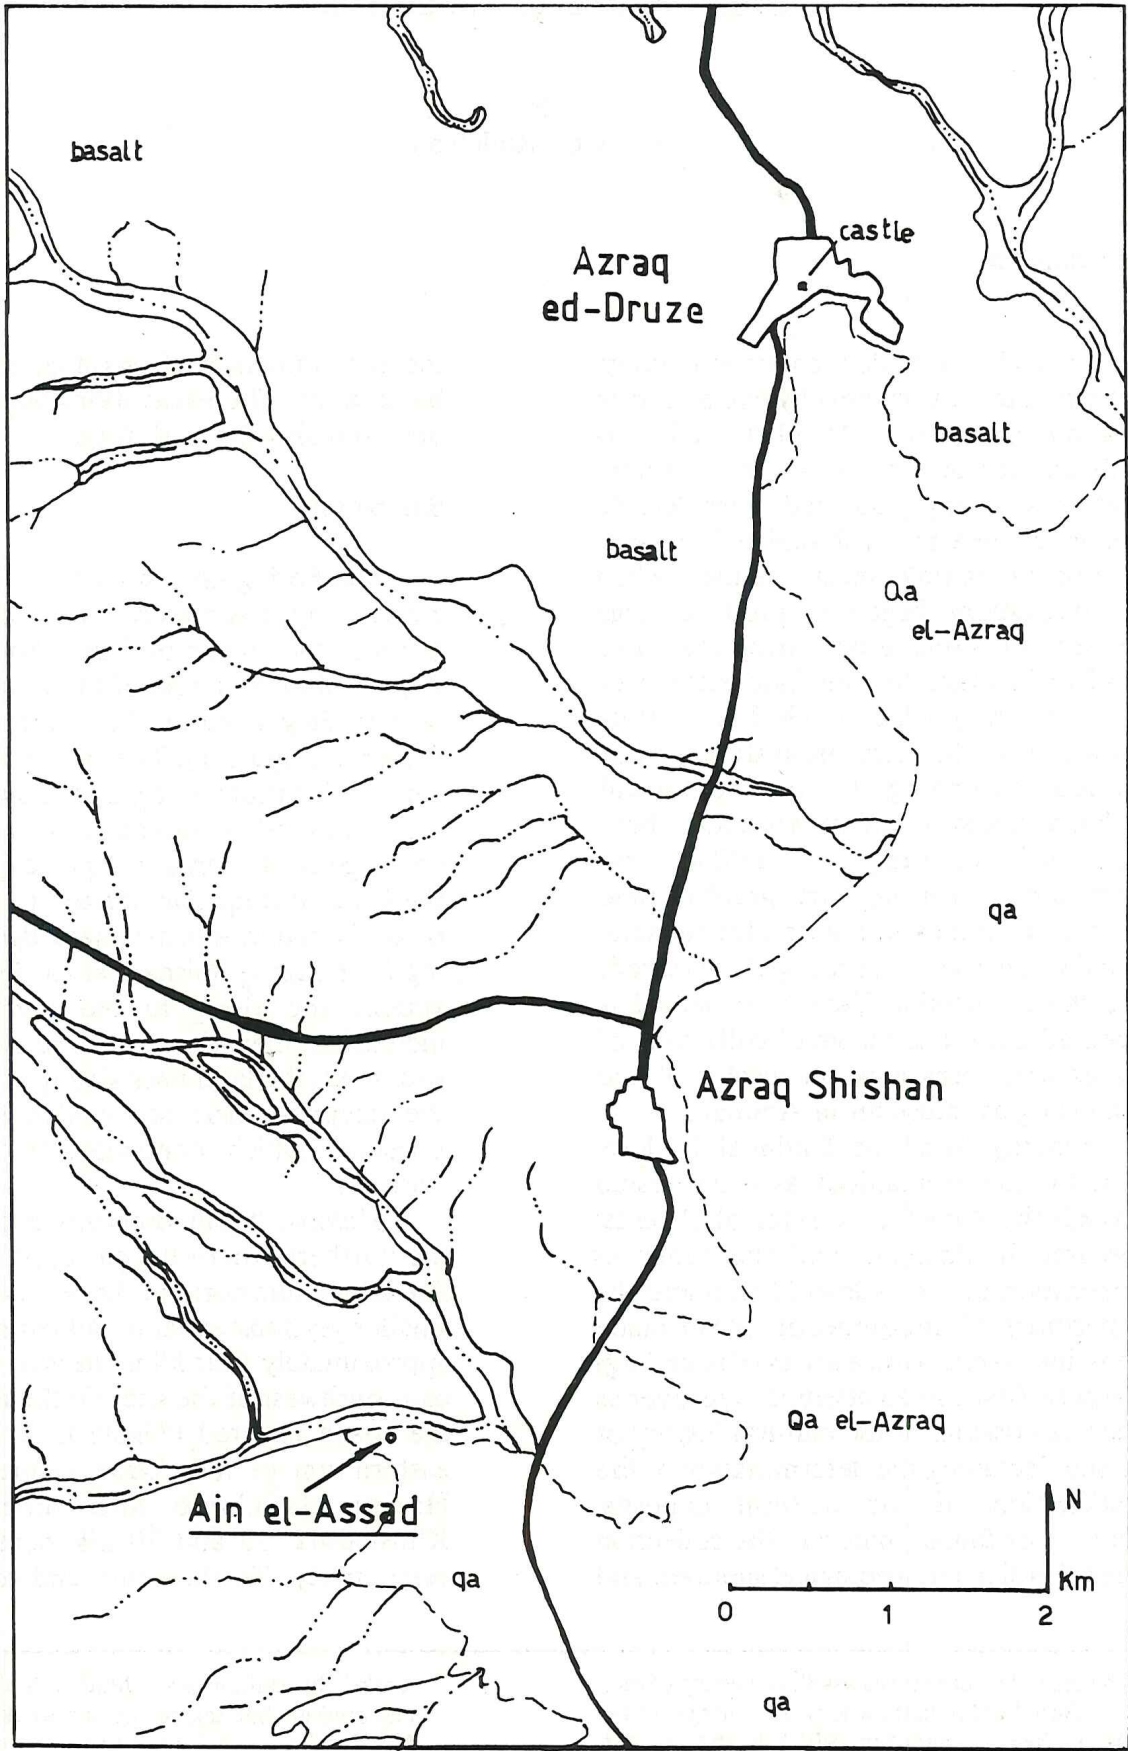 basalt
castle
Azraq
ed-Druze
basalt
basalt
Qa
el-Azraq
qa
Azraq Shishan
Qa el-Azraq
Ain el-Assad
N
Km
0 1 2
qa
qa